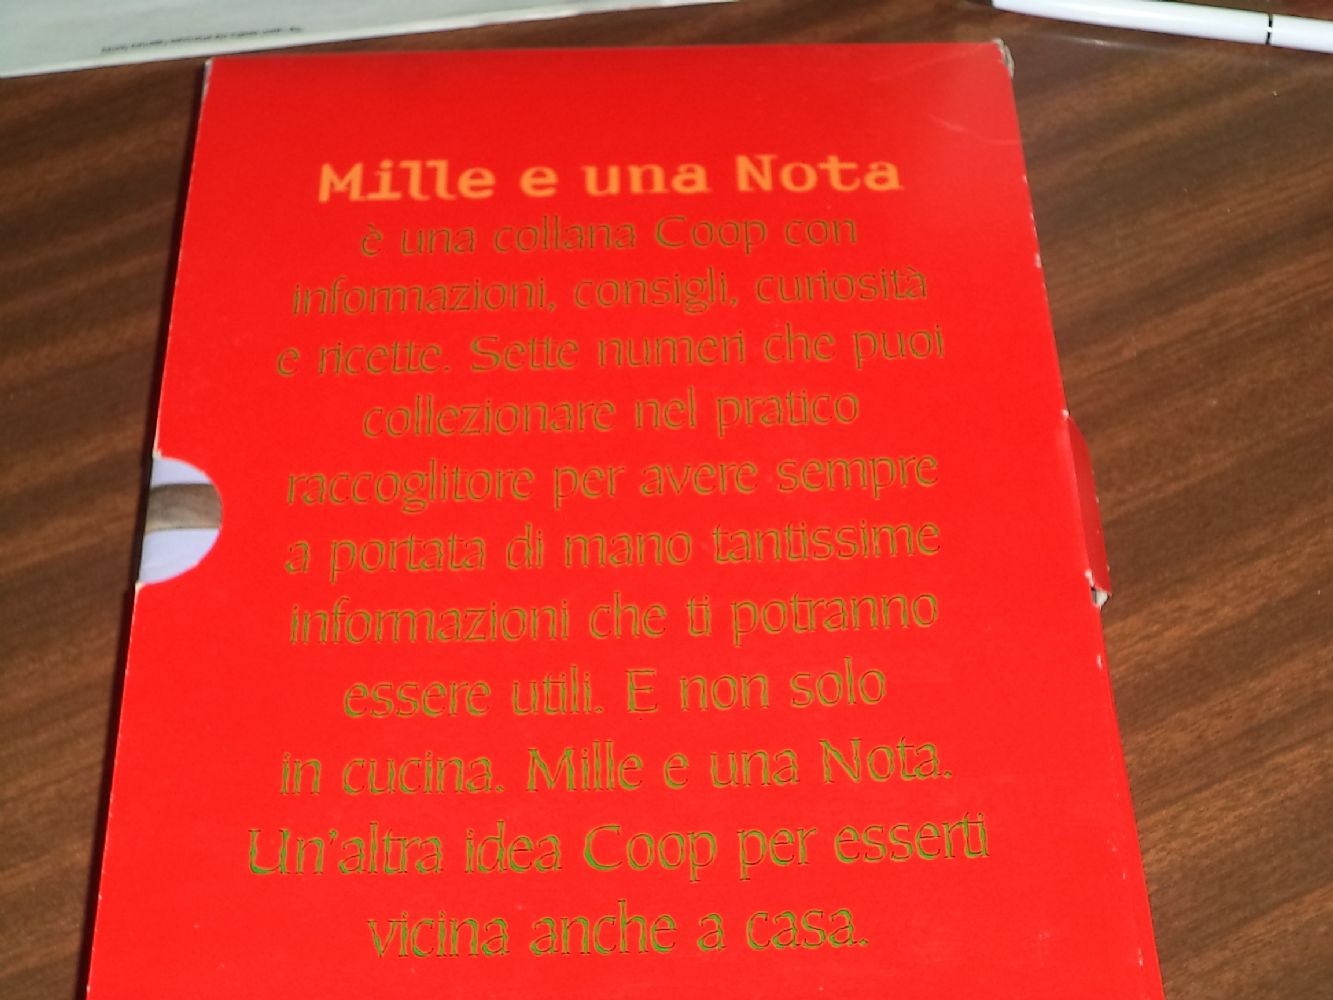 Mille e una Nota
è una collana Coop con
informazioni, consigli, curiosità
e ricette. Sette numeri che puoi
collezionare nel pratico
raccoglitore per avere sempre
a portata di mano tantissime
informazioni che ti potranno
essere utili. E non solo
in cucina. Mille e una Nota.
Un'altra idea Coop per esserti
vicina anche a casa.